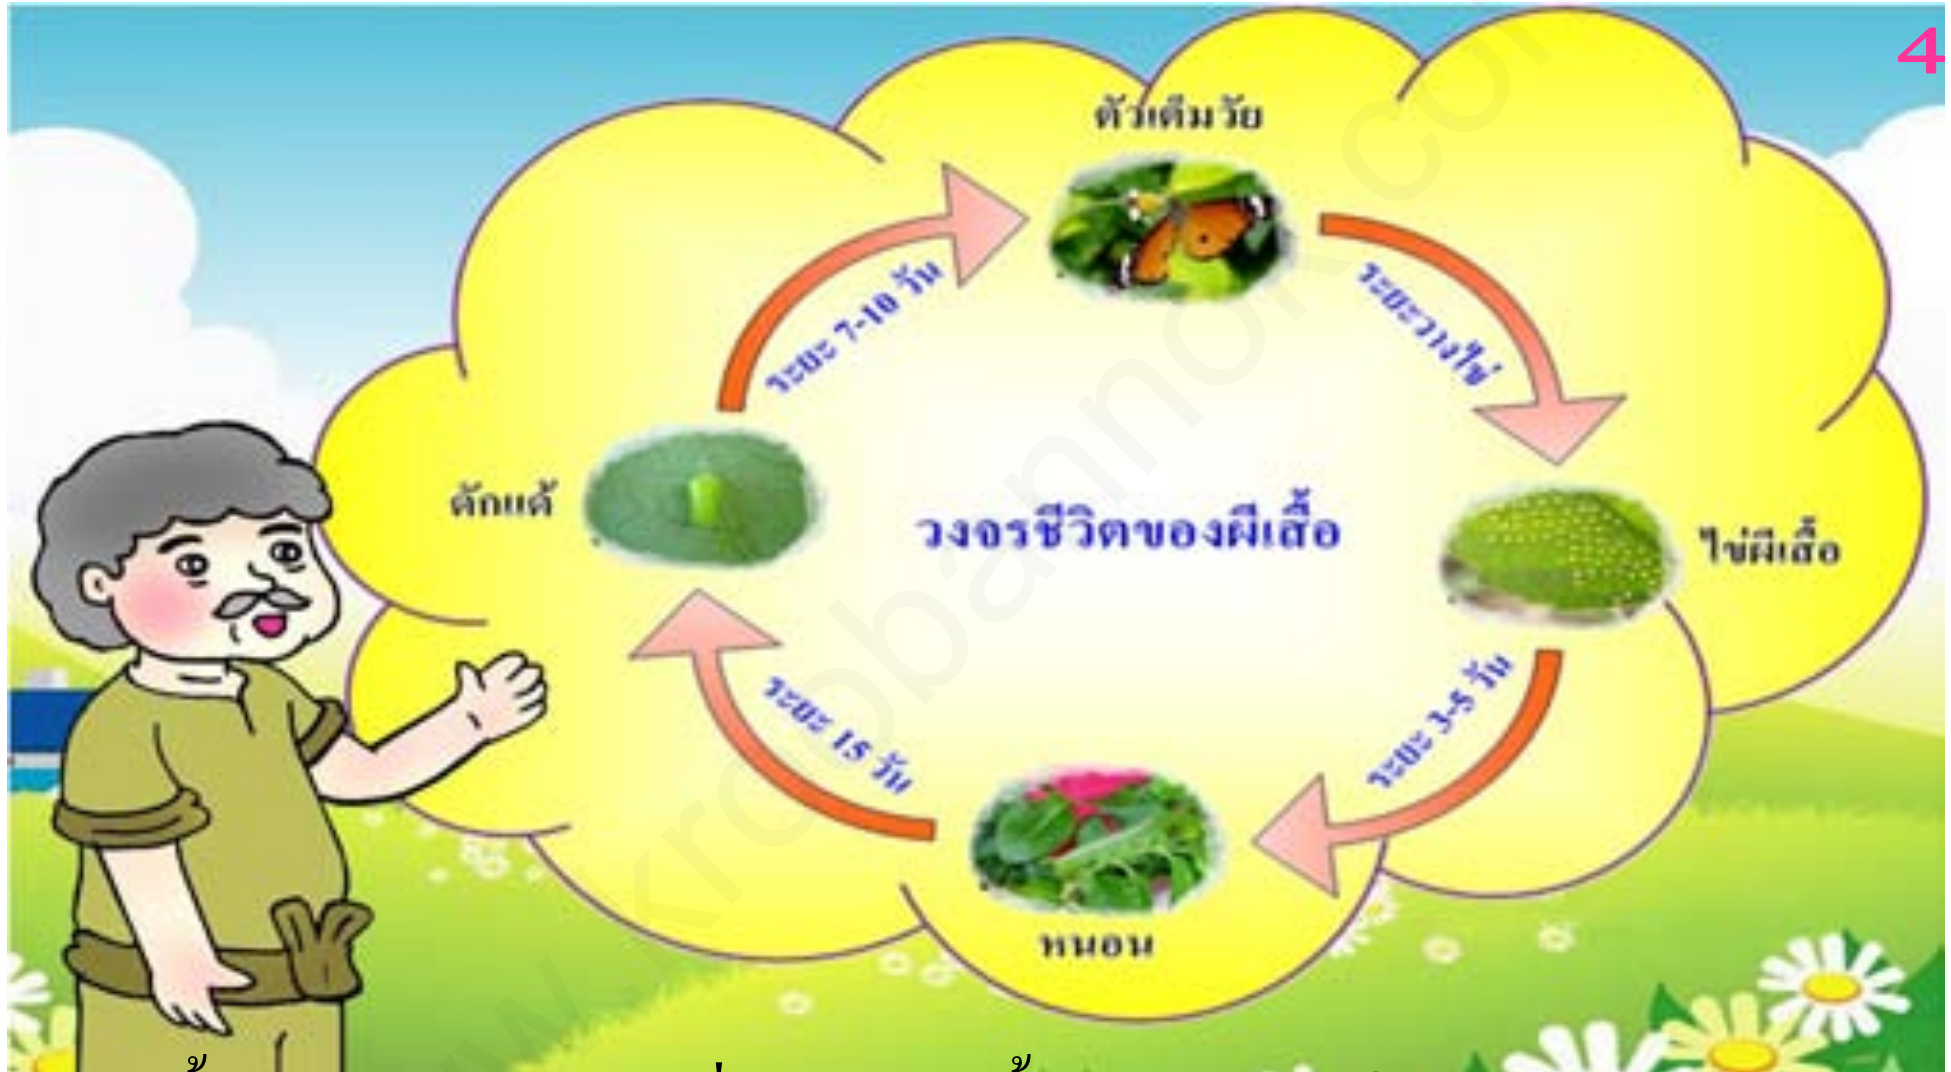 4
ตัวเต็มวัย
ระยะ 7-10 วัน
ระยะวางไข่
ดักแด้
วงจรชีวิตของผีเสื้อ
ไข่ผีเสื้อ
ระยะ 15 วัน
ระยะ 3-5 วัน
หนอน
www.kroobannok.com